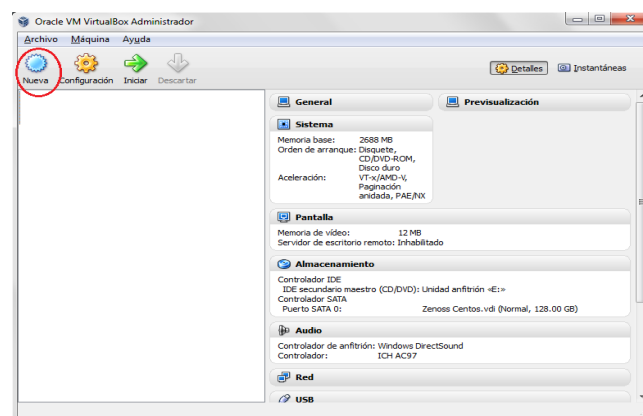 Oracle VM VirtualBox Administrador
Archivo Máquina Ayuda
Nueva Configuración Iniciar Descartar
Detalles Instantáneas
General
Previsualización
Sistema
Memoria base: 2688 MB
Orden de arranque: Disquete,
CD/DVD-ROM,
Disco duro
Aceleración: VT-x/AMD-V,
Paginación
anidada, PAE/NX
Pantalla
Memoria de vídeo: 12 MB
Servidor de escritorio remoto: Inhabilitado
Almacenamiento
Controlador IDE
IDE secundario maestro (CD/DVD): Unidad anfitrión «E:»
Controlador SATA
Puerto SATA 0: Zenoss Centos.vdi (Normal, 128.00 GB)
Audio
Controlador de anfitrión: Windows DirectSound
Controlador: ICH AC97
Red
USB